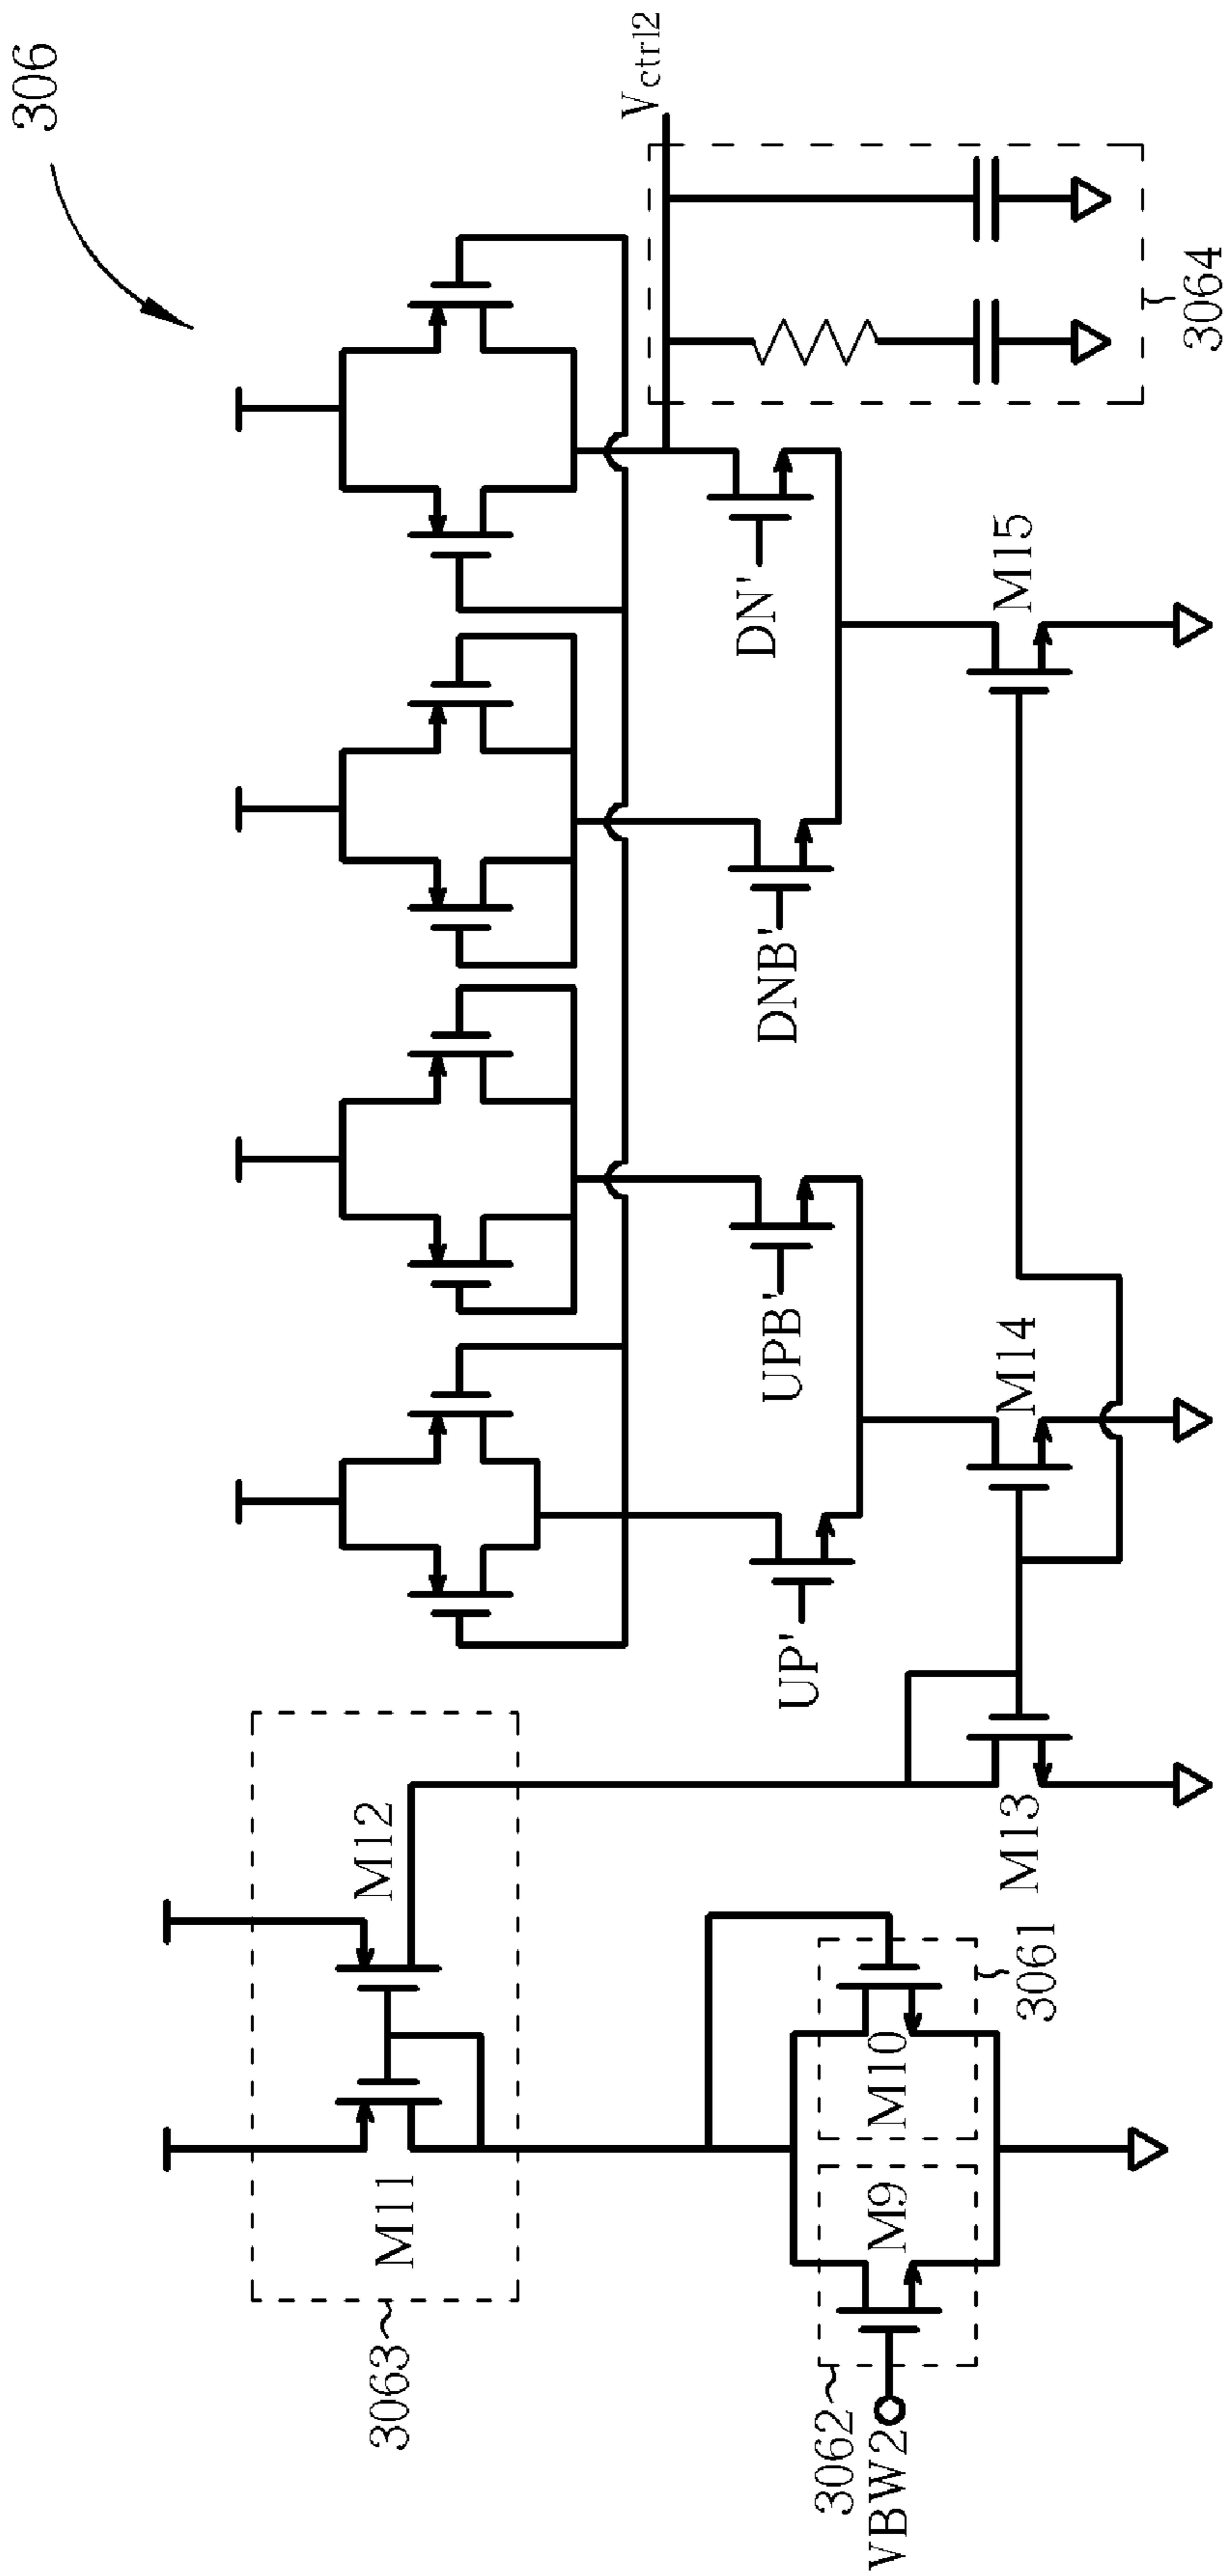 306
Vctrl2
3064
DN'
DNB'
UPB'
UP'
M15
M14
M13
M12
M11
3063
M10
M9
3061
3062
VBW2